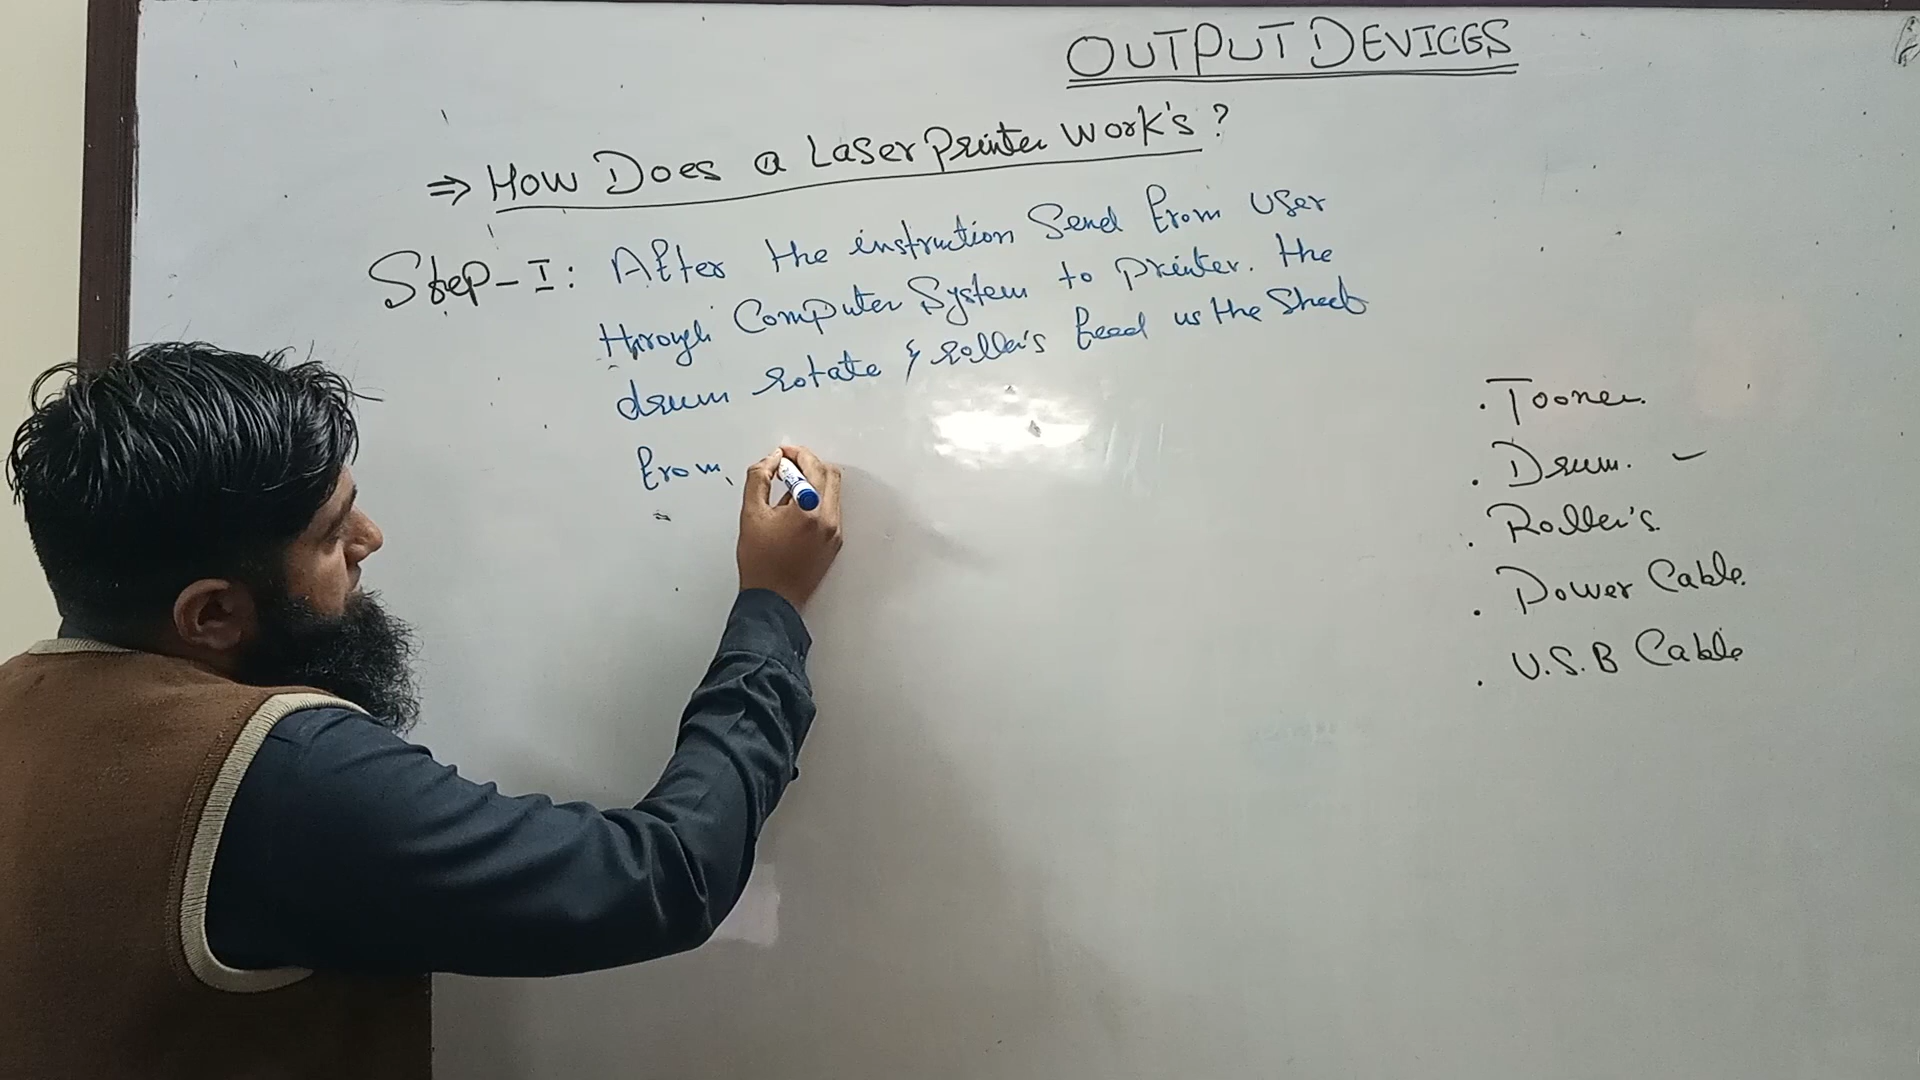 OUTPUT DEVICES
⇒ How Does a Laser Printer Work's?
Step-I: After the instruction Send From User
through Computer System to printer. the
drum rotate & roller's feed us the Sheet
From
. Tooner.
. Drum. -
. Roller's.
. Power Cable.
. U.S.B Cable